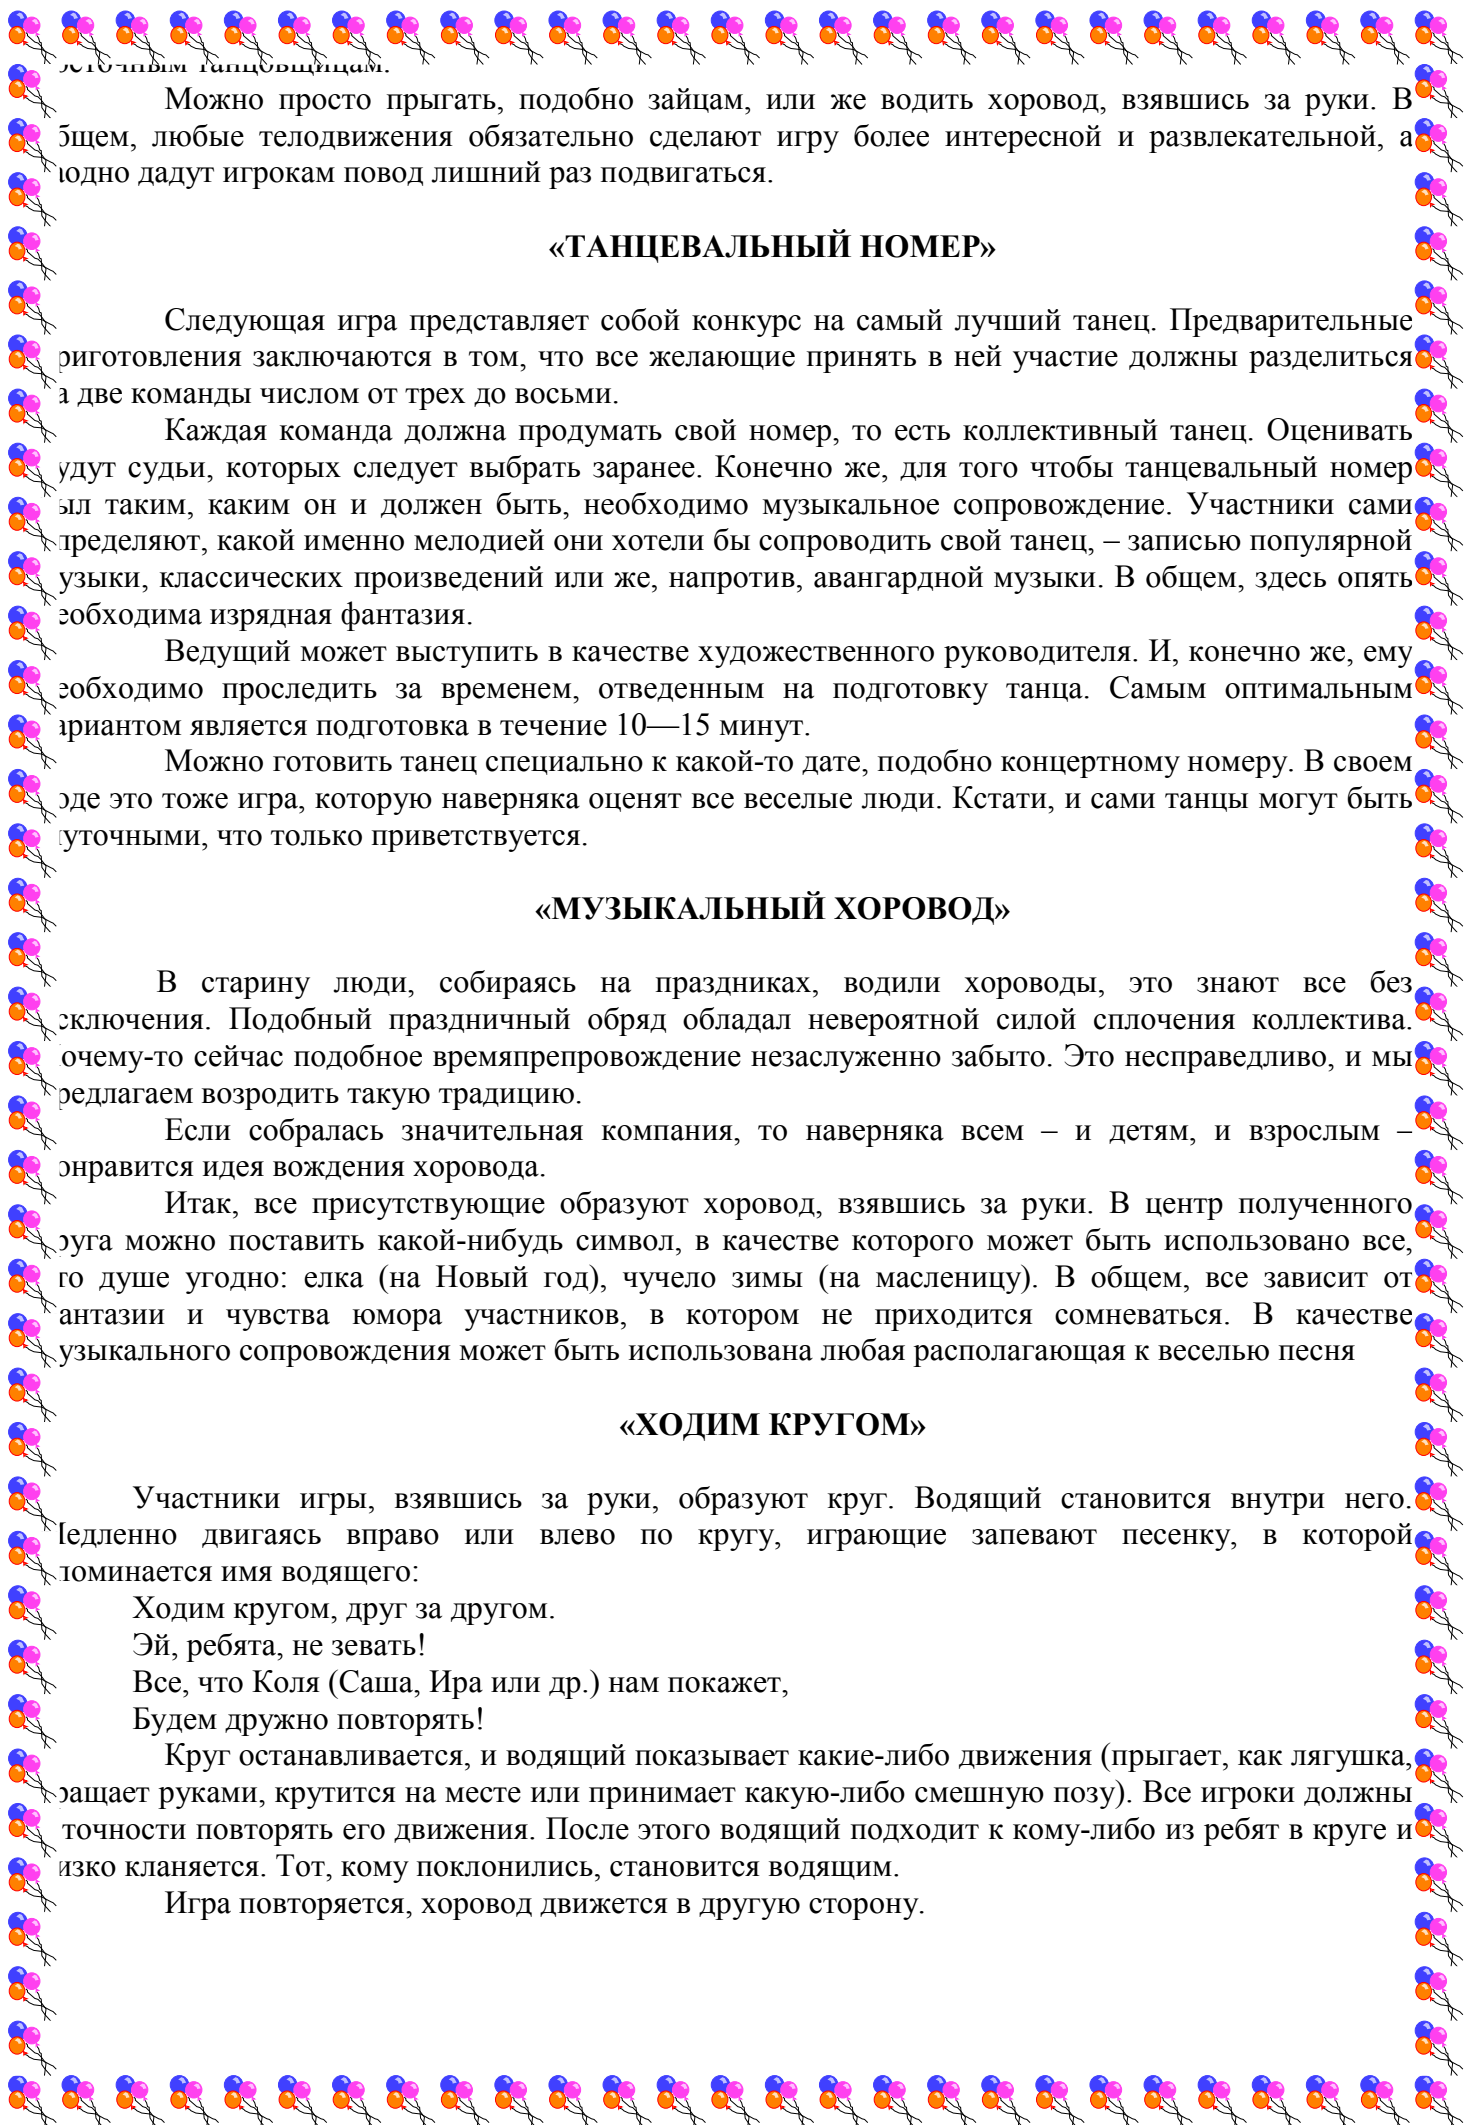 танцовщицам.
Можно просто прыгать, подобно зайцам, или же водить хоровод, взявшись за руки. В
бщем, любые телодвижения обязательно сделают игру более интересной и развлекательной, а
одно дадут игрокам повод лишний раз подвигаться.
«ТАНЦЕВАЛЬНЫЙ НОМЕР»
Следующая игра представляет собой конкурс на самый лучший танец. Предварительные
риготовления заключаются в том, что все желающие принять в ней участие должны разделиться
а две команды числом от трех до восьми.
Каждая команда должна продумать свой номер, то есть коллективный танец. Оценивать
удут судьи, которых следует выбрать заранее. Конечно же, для того чтобы танцевальный номер
ыл таким, каким он и должен быть, необходимо музыкальное сопровождение. Участники сами
пределяют, какой именно мелодией они хотели бы сопроводить свой танец, – записью популярной
узыки, классических произведений или же, напротив, авангардной музыки. В общем, здесь опять
еобходима изрядная фантазия.
Ведущий может выступить в качестве художественного руководителя. И, конечно же, ему
еобходимо проследить за временем, отведенным на подготовку танца. Самым оптимальным
ариантом является подготовка в течение 10—15 минут.
Можно готовить танец специально к какой-то дате, подобно концертному номеру. В своем
оде это тоже игра, которую наверняка оценят все веселые люди. Кстати, и сами танцы могут быть
уточными, что только приветствуется.
«МУЗЫКАЛЬНЫЙ ХОРОВОД»
В старину люди, собираясь на праздниках, водили хороводы, это знают все без
сключения. Подобный праздничный обряд обладал невероятной силой сплочения коллектива.
очему-то сейчас подобное времяпрепровождение незаслуженно забыто. Это несправедливо, и мы
редлагаем возродить такую традицию.
Если собралась значительная компания, то наверняка всем – и детям, и взрослым –
онравится идея вождения хоровода.
Итак, все присутствующие образуют хоровод, взявшись за руки. В центр полученного
руга можно поставить какой-нибудь символ, в качестве которого может быть использовано все,
то душе угодно: елка (на Новый год), чучело зимы (на масленицу). В общем, все зависит от
антазии и чувства юмора участников, в котором не приходится сомневаться. В качестве
узыкального сопровождения может быть использована любая располагающая к веселью песня
«ХОДИМ КРУГОМ»
Участники игры, взявшись за руки, образуют круг. Водящий становится внутри него.
едленно двигаясь вправо или влево по кругу, играющие запевают песенку, в которой
поминается имя водящего:
Ходим кругом, друг за другом.
Эй, ребята, не зевать!
Все, что Коля (Саша, Ира или др.) нам покажет,
Будем дружно повторять!
Круг останавливается, и водящий показывает какие-либо движения (прыгает, как лягушка,
ращает руками, крутится на месте или принимает какую-либо смешную позу). Все игроки должны
точности повторять его движения. После этого водящий подходит к кому-либо из ребят в круге и
изко кланяется. Тот, кому поклонились, становится водящим.
Игра повторяется, хоровод движется в другую сторону.